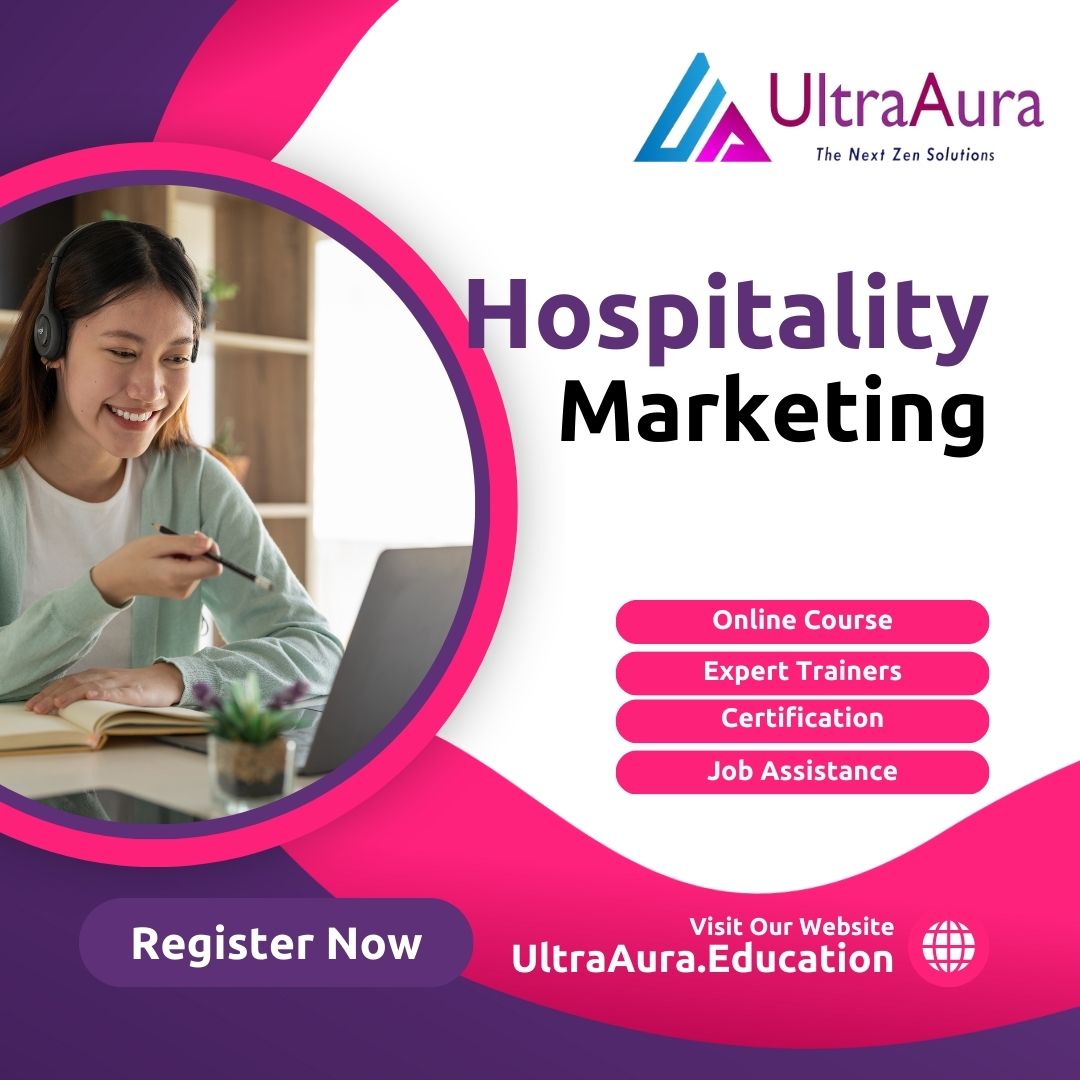 UltraAura
The Next Zen Solutions
Hospitality
Marketing
Online Course
Expert Trainers
Certification
Job Assistance
Register Now
Visit Our Website
UltraAura.Education